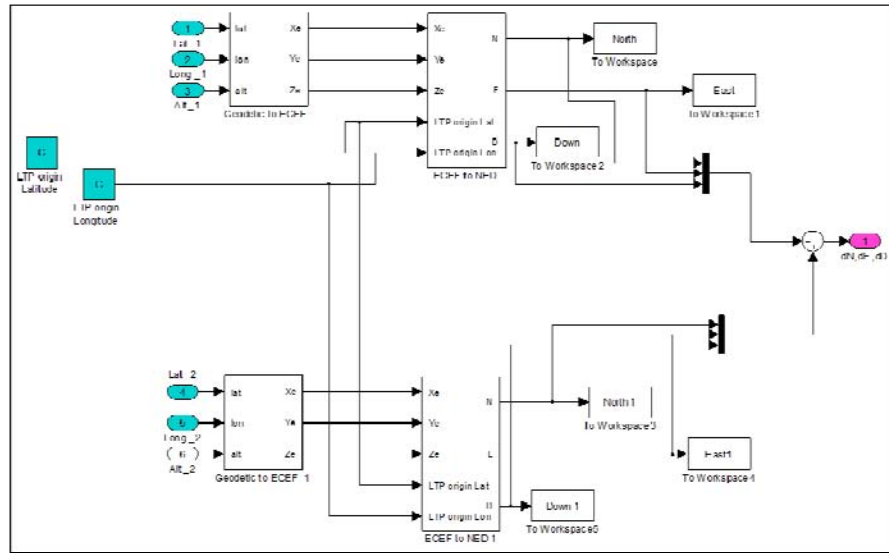 1
Lat_1
2
Long_1
3
Alt_1
lat
lon
alt
Xe
Ye
Ze
Geodetic to ECEF
Xe
Ye
Ze
LTP origin Lat
LTP origin Lon
N
E
D
ECEF to NED
North
To Workspace
East
To Workspace 1
Down
To Workspace 2
C
LTP origin
Latitude
C
LTP origin
Longitude
1
dN,dE,dD
Lat_2
4
5
Long_2
6
Alt_2
lat
lon
alt
Xe
Ye
Ze
Geodetic to ECEF 1
Xe
Ye
Ze
LTP origin Lat
LTP origin Lon
N
D
ECEF to NED 1
North 1
To Workspace3
East1
To Workspace4
Down 1
To Workspace5